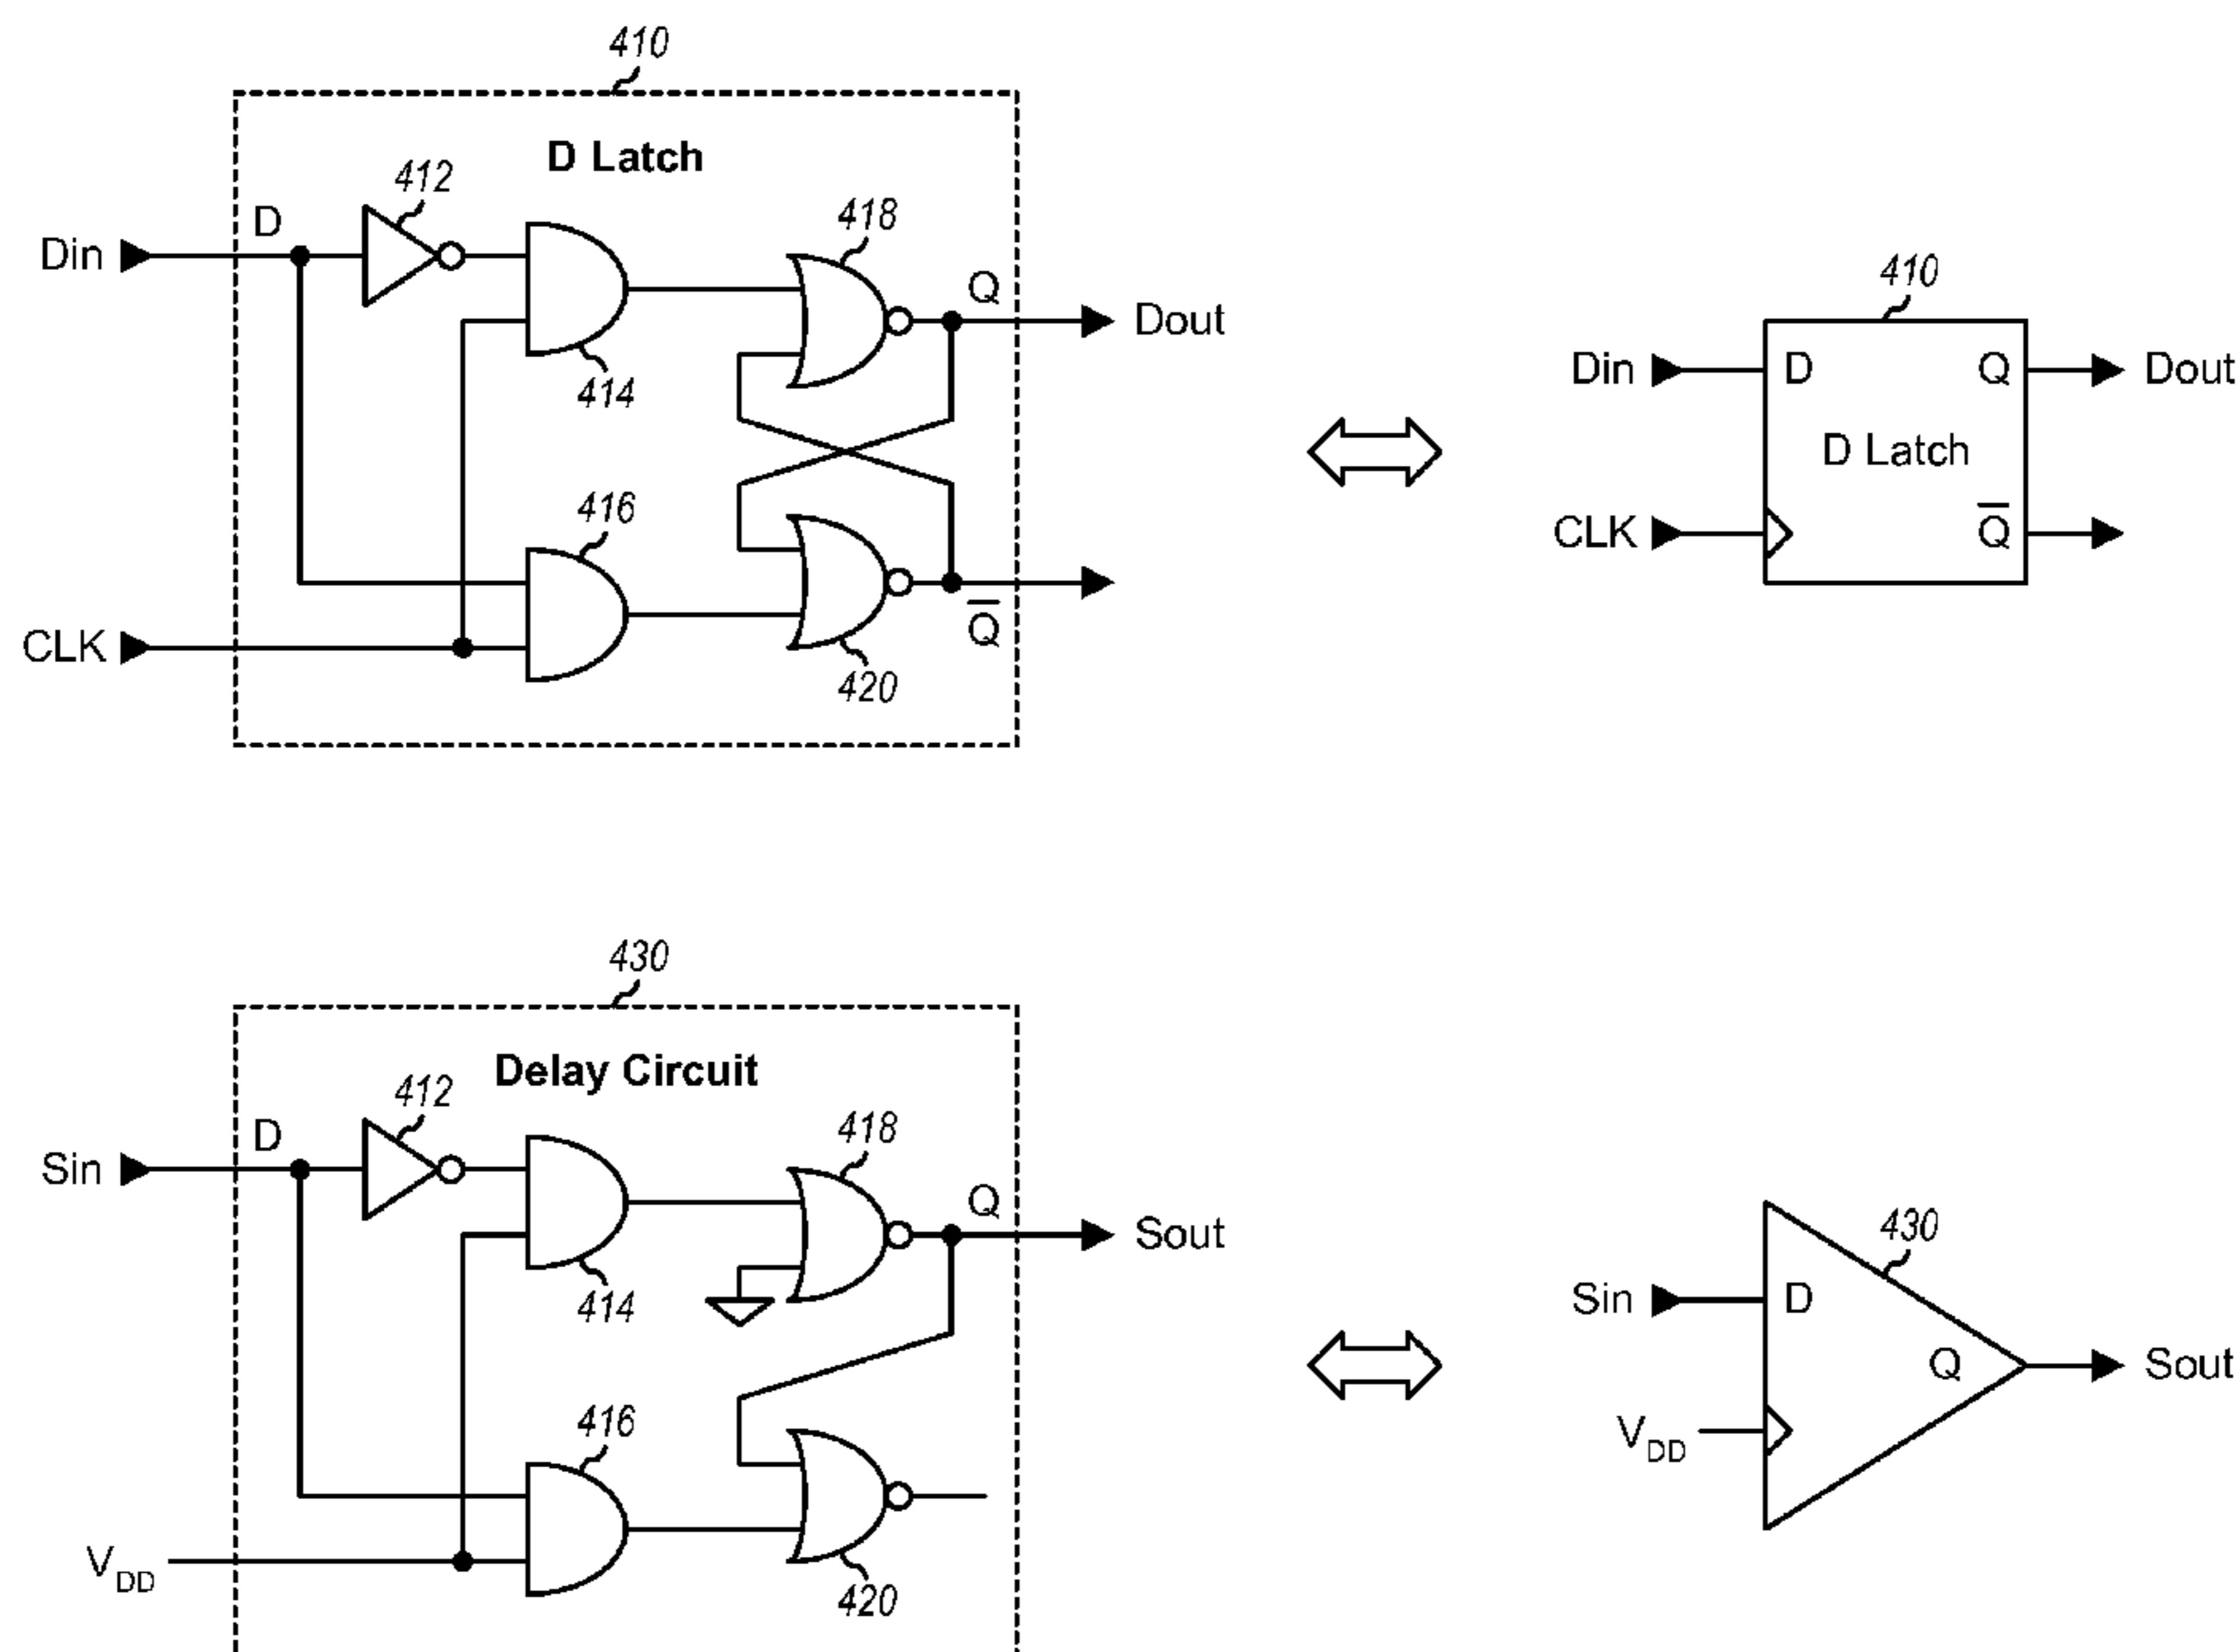 410
D Latch
412
D
418
Din
Q
Dout
414
416
CLK
Q̅
420
410
Din
D
Q
Dout
D Latch
CLK
Q̅
430
Delay Circuit
412
D
418
Sin
Q
Sout
414
416
VDD
420
430
Sin
D
Q
Sout
VDD